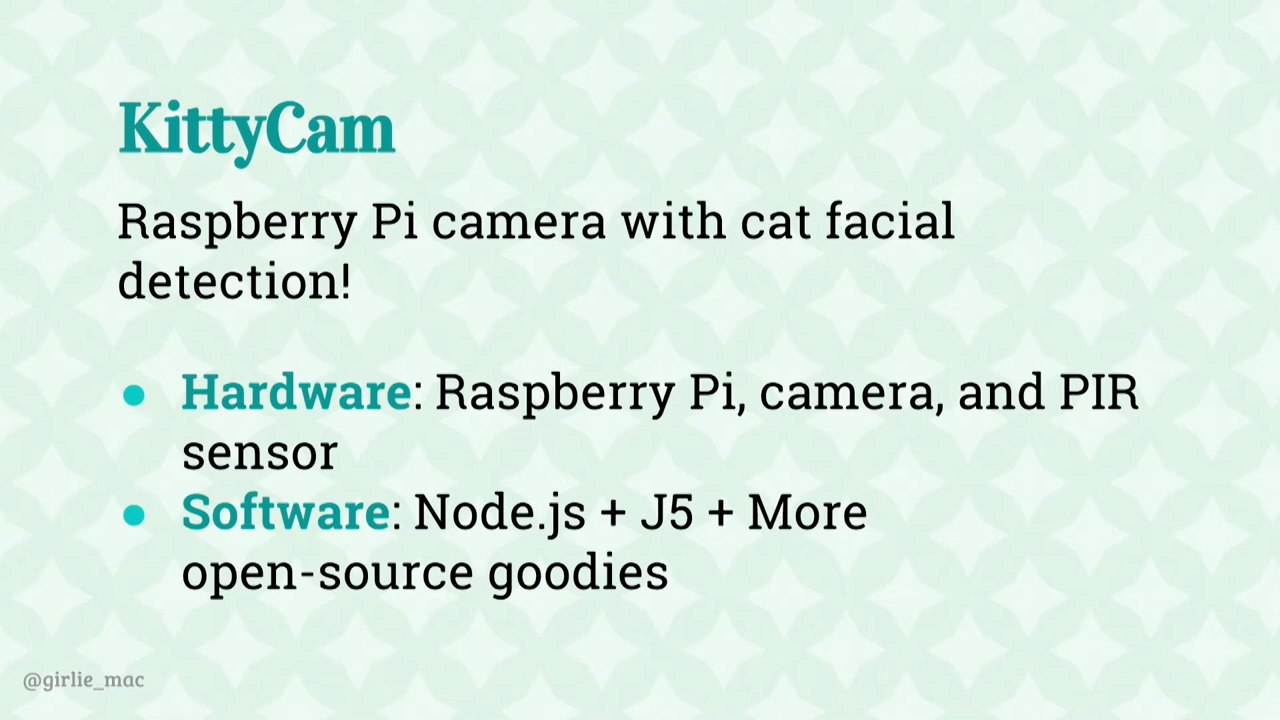 KittyCam
Raspberry Pi camera with cat facial
detection!
● Hardware: Raspberry Pi, camera, and PIR
sensor
● Software: Node.js + J5 + More
open-source goodies
@girlie_mac